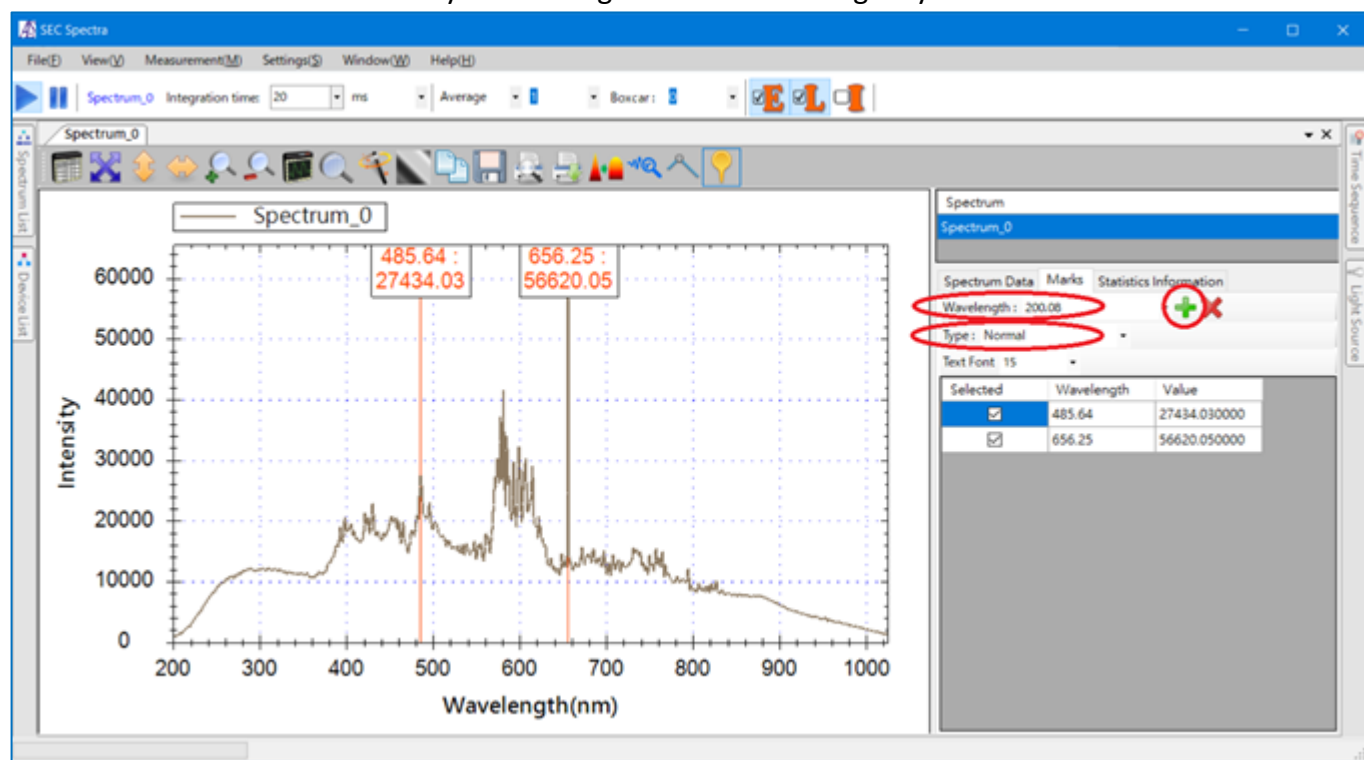 SEC Spectra
File(F) View(V) Measurement(M) Settings(S) Window(W) Help(H)
Spectrum_0 Integration time: 20 ms Average 1 Boxcar: 0 E L I
Spectrum_0
Spectrum List
Device List
Time Sequence
Light Source
Spectrum_0
485.64 :
27434.03
656.25 :
56620.05
60000
50000
40000
30000
20000
10000
0
Intensity
200 300 400 500 600 700 800 900 1000
Wavelength(nm)
Spectrum
Spectrum_0
Spectrum Data Marks Statistics Information
Wavelength : 200.08
Type : Normal
Text Font 15
Selected Wavelength Value
485.64 27434.030000
656.25 56620.050000